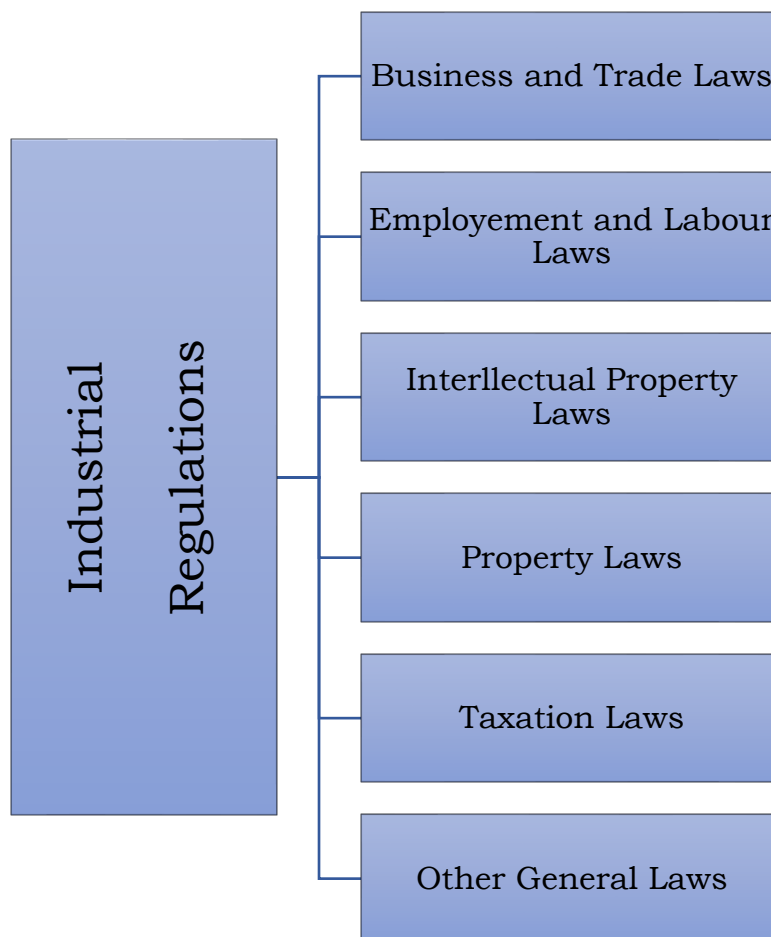 Industrial
Regulations
Business and Trade Laws
Employement and Labour
Laws
Interllectual Property
Laws
Property Laws
Taxation Laws
Other General Laws